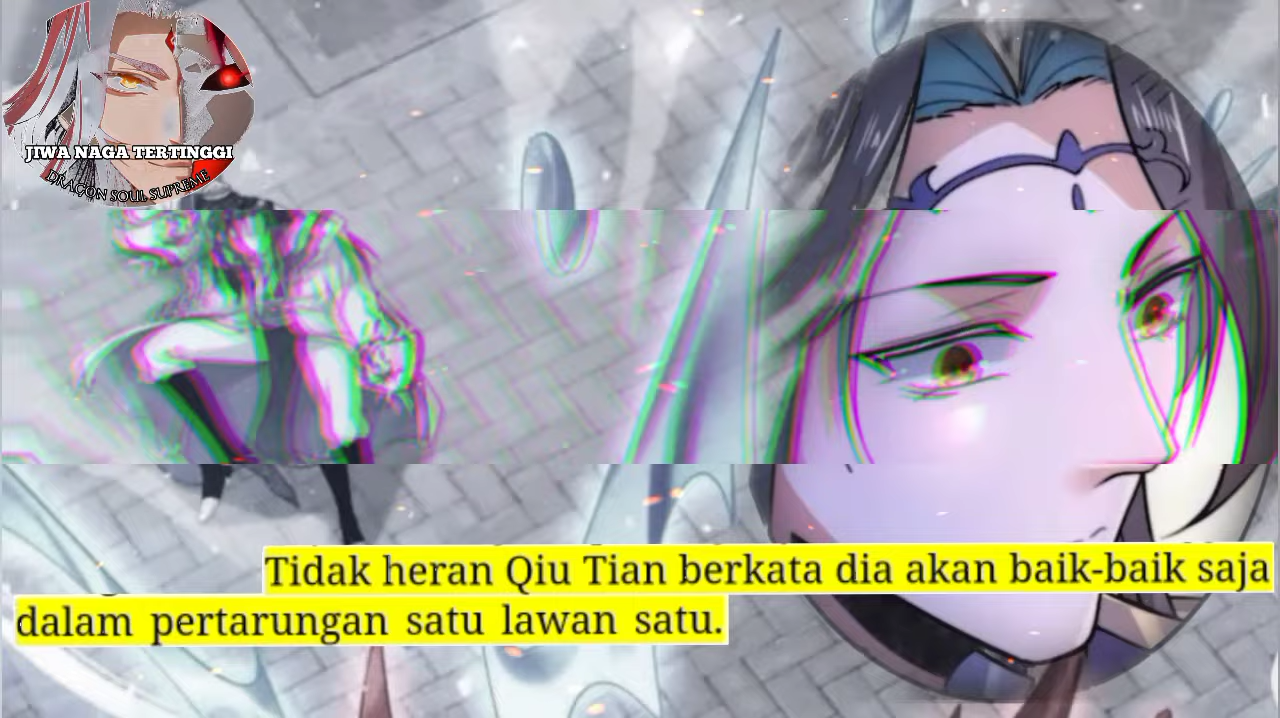 JIWA NAGA TERTINGGI
DRAGON SOUL SUPREME
Tidak heran Qiu Tian berkata dia akan baik-baik saja
dalam pertarungan satu lawan satu.